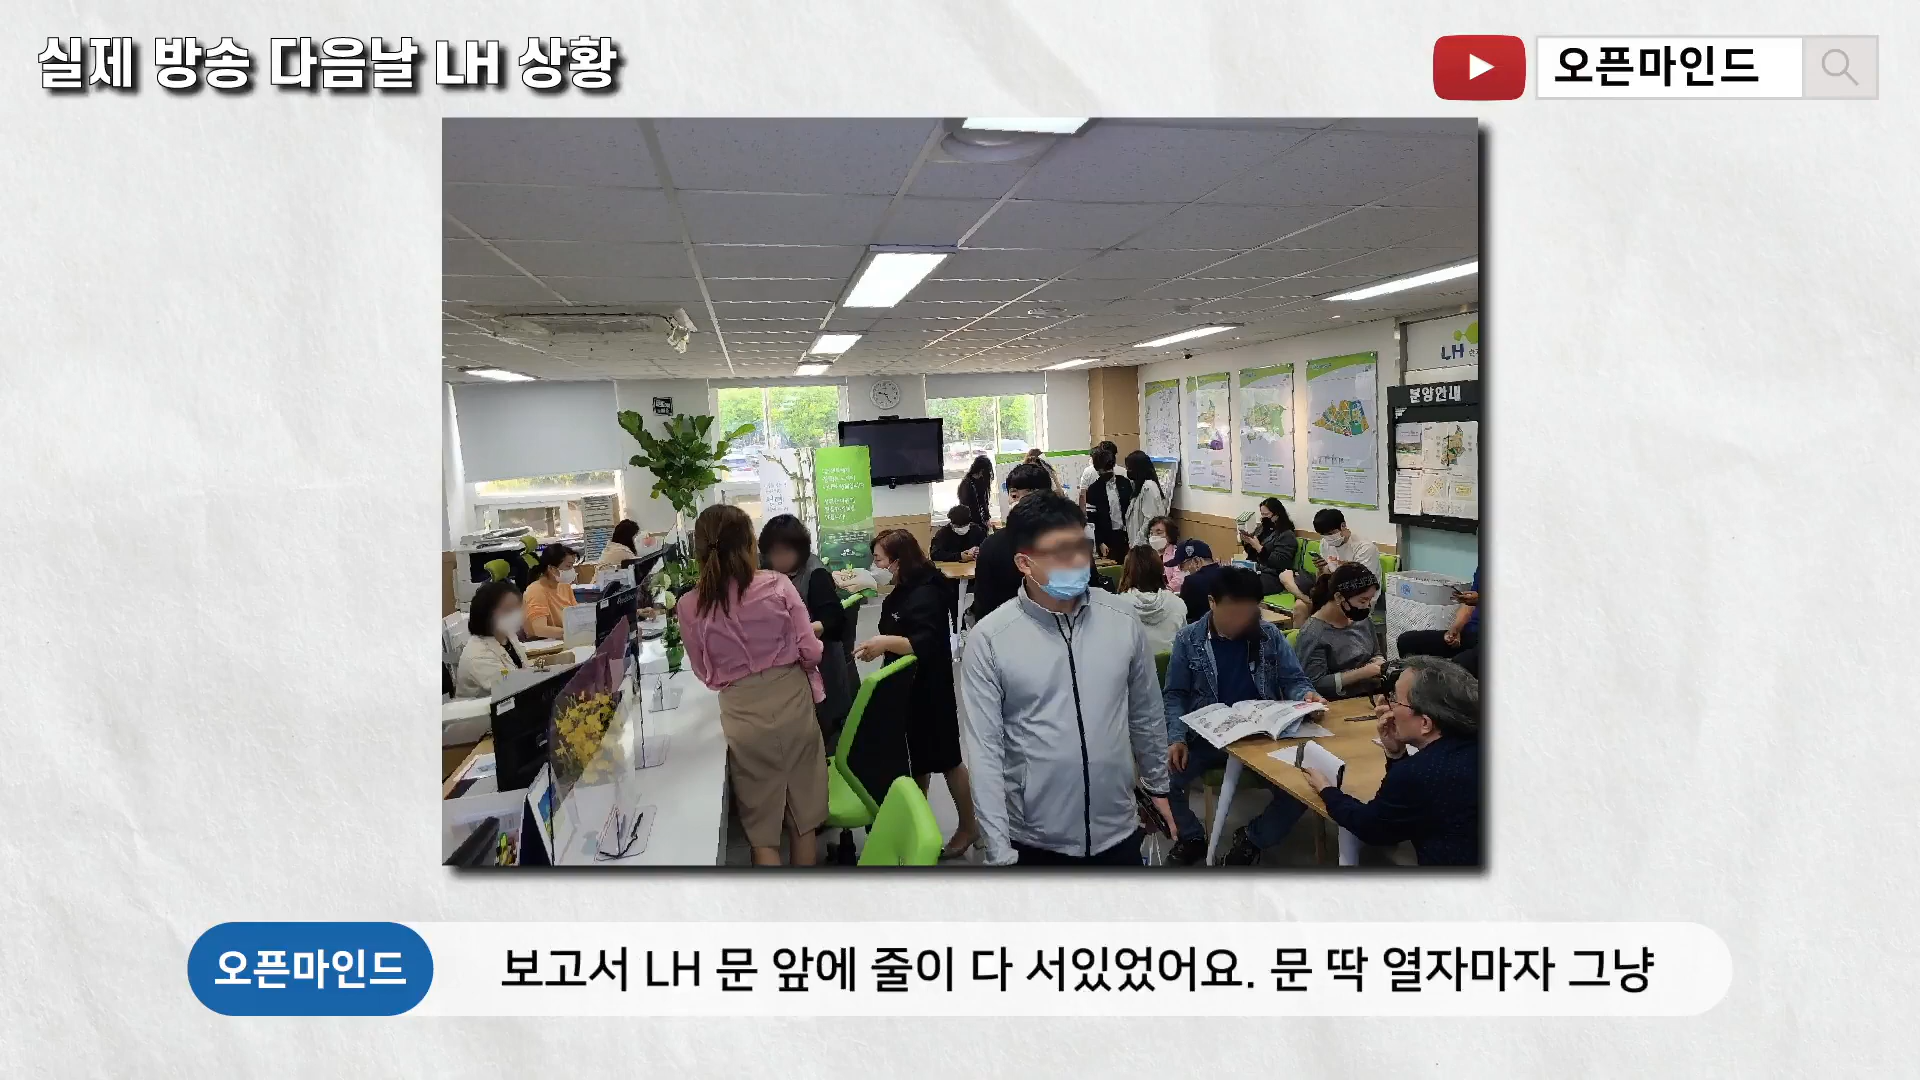 실제 방송 다음날 LH 상황
오픈마인드
LH
분양안내
오픈마인드
보고서 LH 문 앞에 줄이 다 서있었어요. 문 딱 열자마자 그냥